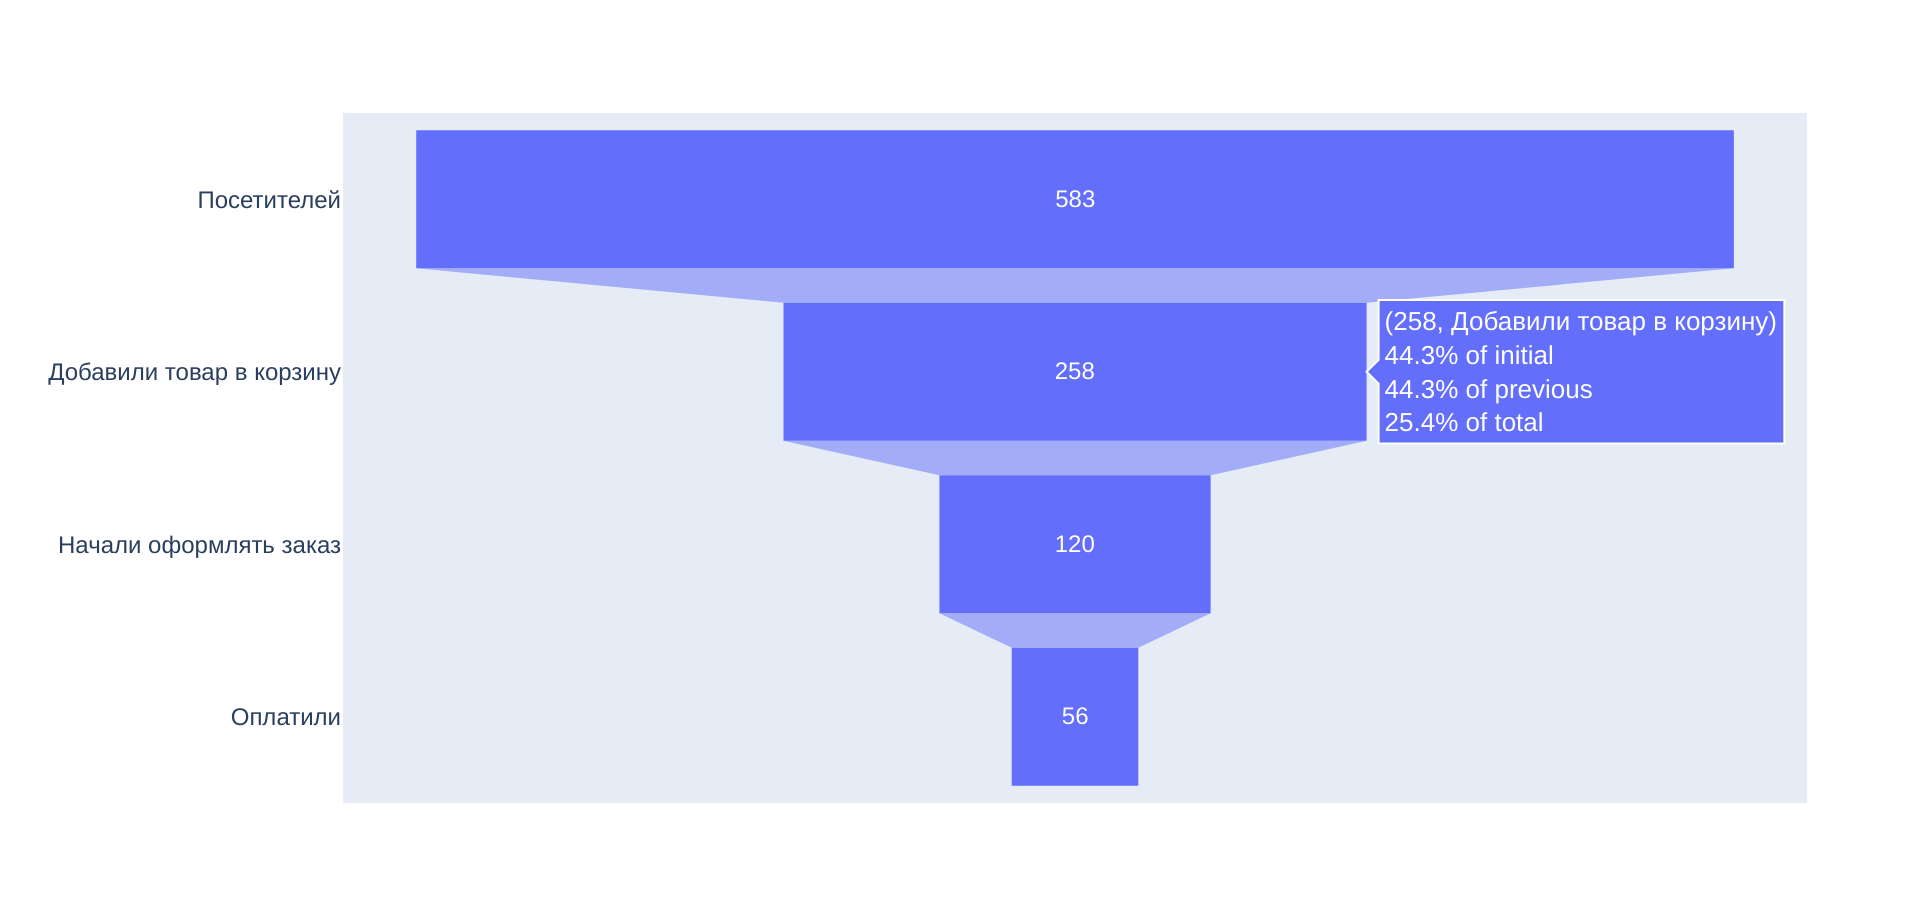 Посетителей
583
Добавили товар в корзину
258
(258, Добавили товар в корзину)
44.3% of initial
44.3% of previous
25.4% of total
Начали оформлять заказ
120
Оплатили
56